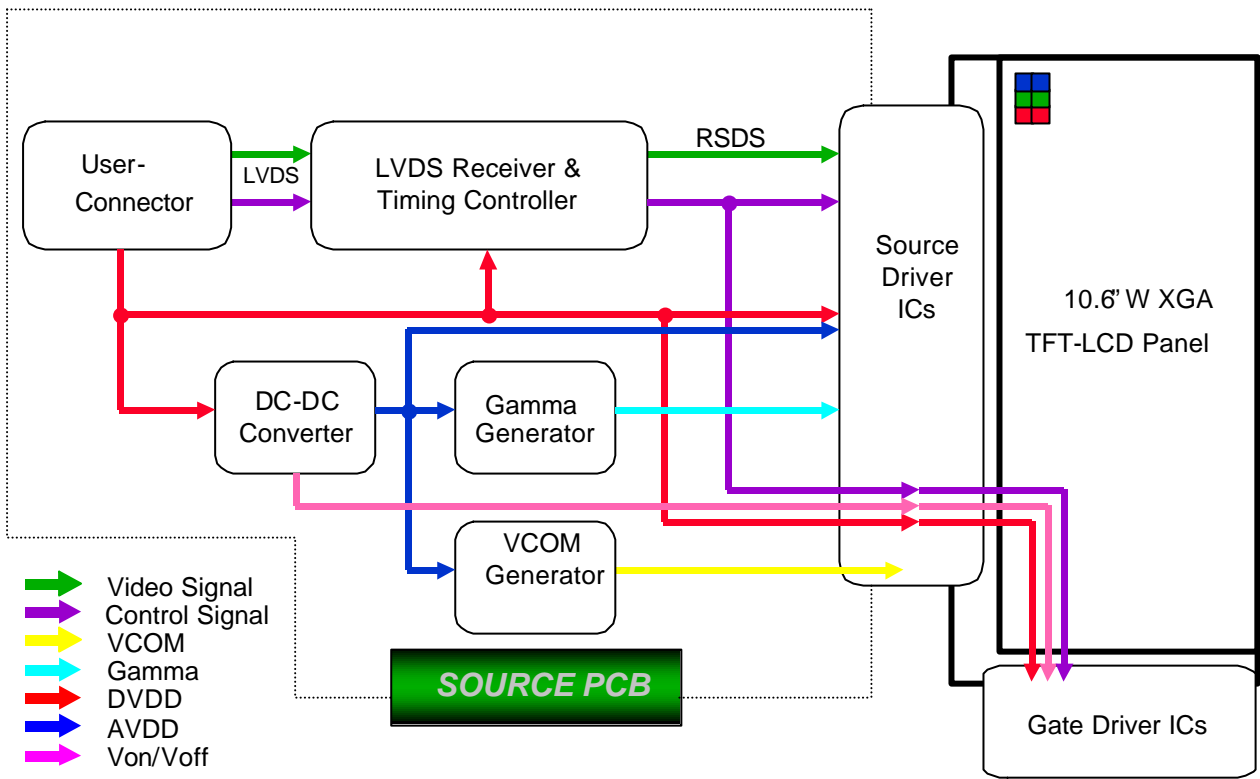 User-
Connector
LVDS
LVDS Receiver &
Timing Controller
RSDS
Source
Driver
ICs
10.6” W XGA
TFT-LCD Panel
DC-DC
Converter
Gamma
Generator
VCOM
Generator
Video Signal
Control Signal
VCOM
Gamma
DVDD
AVDD
Von/Voff
SOURCE PCB
Gate Driver ICs